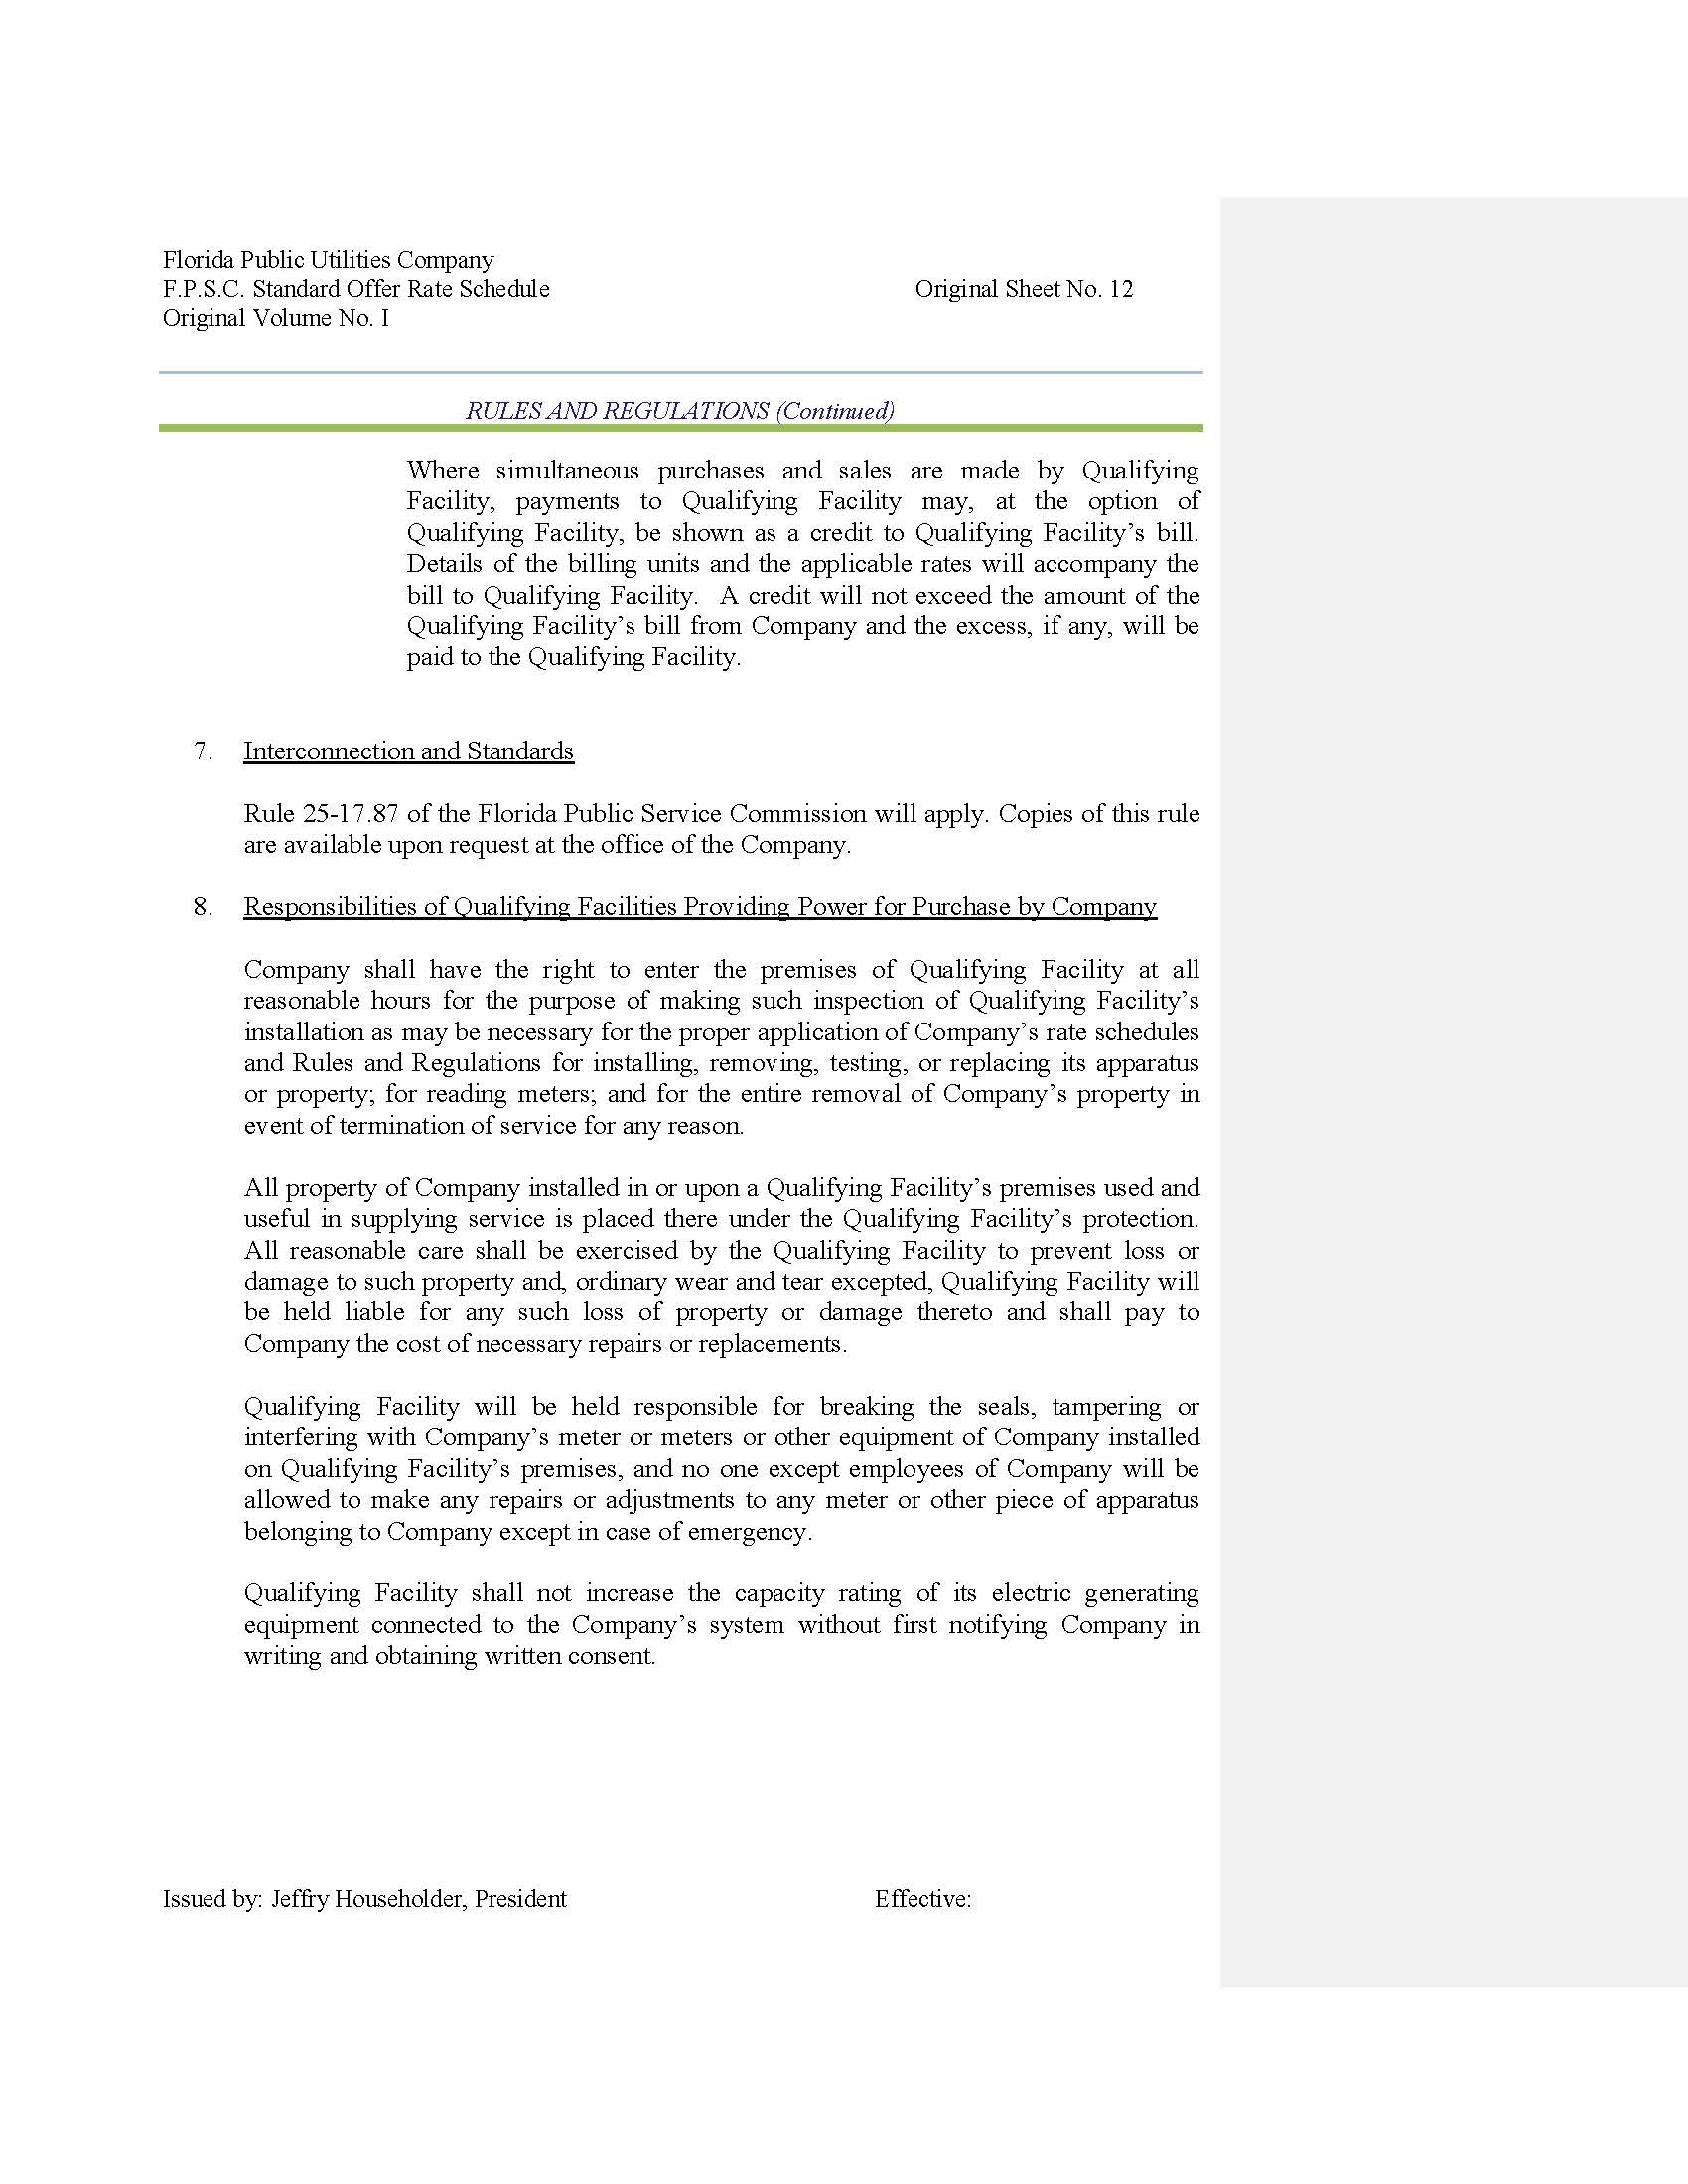 Florida Public Utilities Company
F.P.S.C. Standard Offer Rate Schedule Original Sheet No. 12
Original Volume No. I
RULES AND REGULATIONS (Continued)
Where simultaneous purchases and sales are made by Qualifying
Facility, payments to Qualifying Facility may, at the option of
Qualifying Facility, be shown as a credit to Qualifying Facility’s bill.
Details of the billing units and the applicable rates will accompany the
bill to Qualifying Facility. A credit will not exceed the amount of the
Qualifying Facility’s bill from Company and the excess, if any, will be
paid to the Qualifying Facility.
7. Interconnection and Standards
Rule 25-17.87 of the Florida Public Service Commission will apply. Copies of this rule
are available upon request at the office of the Company.
8. Responsibilities of Qualifying Facilities Providing Power for Purchase by Company
Company shall have the right to enter the premises of Qualifying Facility at all
reasonable hours for the purpose of making such inspection of Qualifying Facility’s
installation as may be necessary for the proper application of Company’s rate schedules
and Rules and Regulations for installing, removing, testing, or replacing its apparatus
or property; for reading meters; and for the entire removal of Company’s property in
event of termination of service for any reason.
All property of Company installed in or upon a Qualifying Facility’s premises used and
useful in supplying service is placed there under the Qualifying Facility’s protection.
All reasonable care shall be exercised by the Qualifying Facility to prevent loss or
damage to such property and, ordinary wear and tear excepted, Qualifying Facility will
be held liable for any such loss of property or damage thereto and shall pay to
Company the cost of necessary repairs or replacements.
Qualifying Facility will be held responsible for breaking the seals, tampering or
interfering with Company’s meter or meters or other equipment of Company installed
on Qualifying Facility’s premises, and no one except employees of Company will be
allowed to make any repairs or adjustments to any meter or other piece of apparatus
belonging to Company except in case of emergency.
Qualifying Facility shall not increase the capacity rating of its electric generating
equipment connected to the Company’s system without first notifying Company in
writing and obtaining written consent.
Issued by: Jeffry Householder, President Effective: